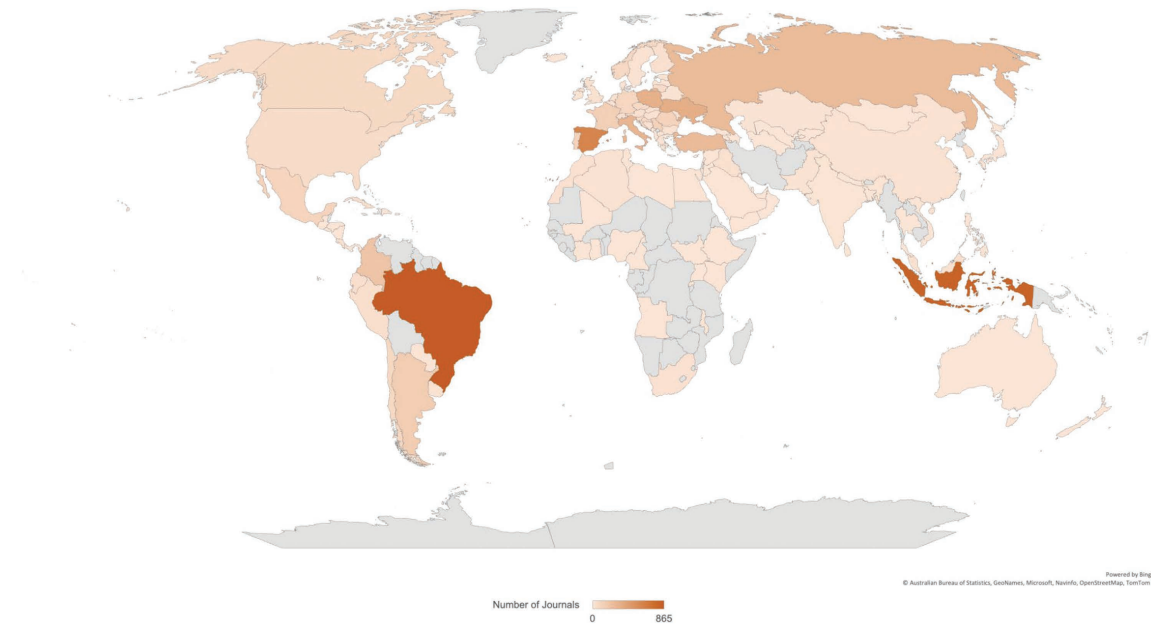 Powered by Bing
© Australian Bureau of Statistics, GeoNames, Microsoft, Navinfo, OpenStreetMap, TomTom
Number of Journals
0
865